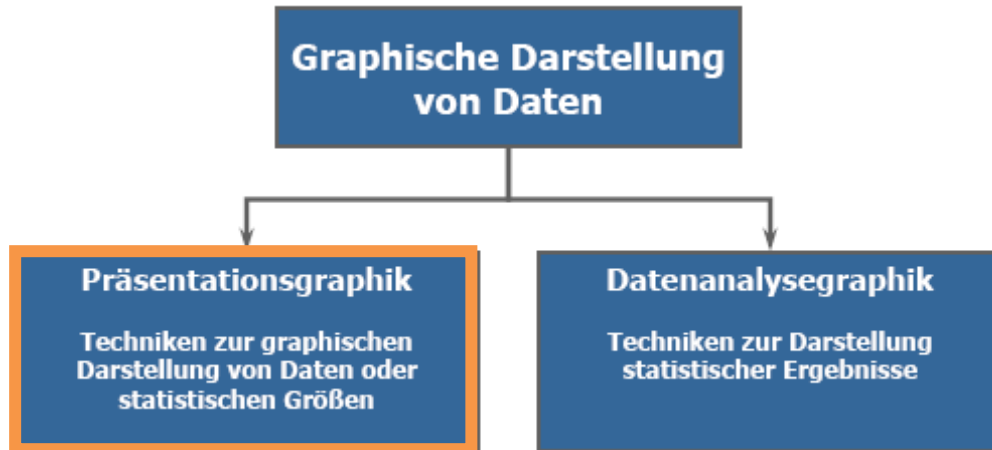 Graphische Darstellung
von Daten
Präsentationsgraphik
Techniken zur graphischen
Darstellung von Daten oder
statistischen Größen
Datenanalysegraphik
Techniken zur Darstellung
statistischer Ergebnisse